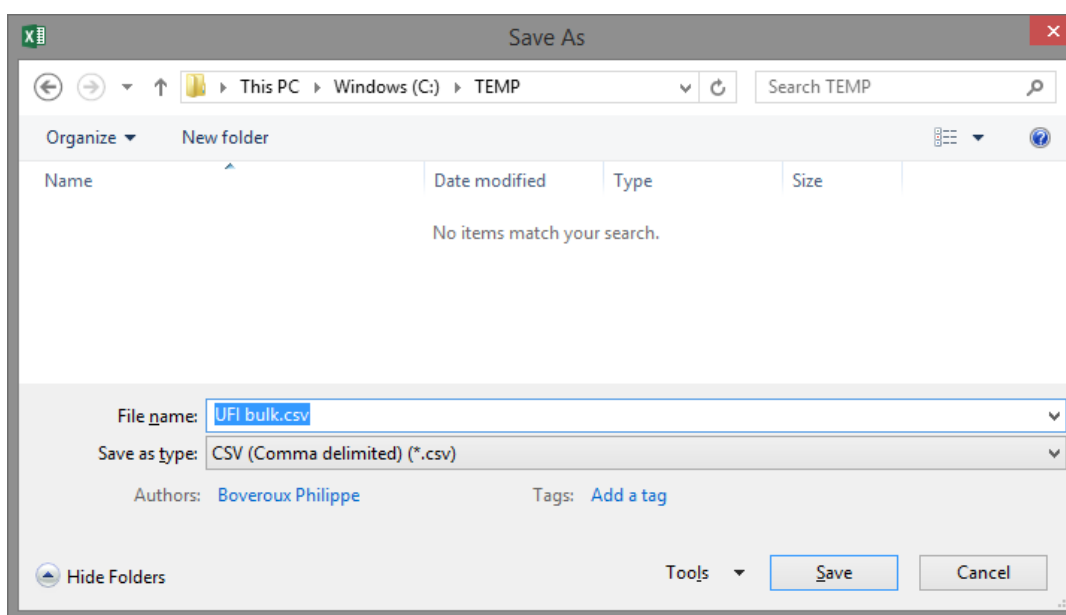 Save As
This PC Windows (C:) TEMP Search TEMP
Organize New folder
Name Date modified Type Size
No items match your search.
File name: UFI bulk.csv
Save as type: CSV (Comma delimited) (*.csv)
Authors: Boveroux Philippe Tags: Add a tag
Hide Folders Tools Save Cancel